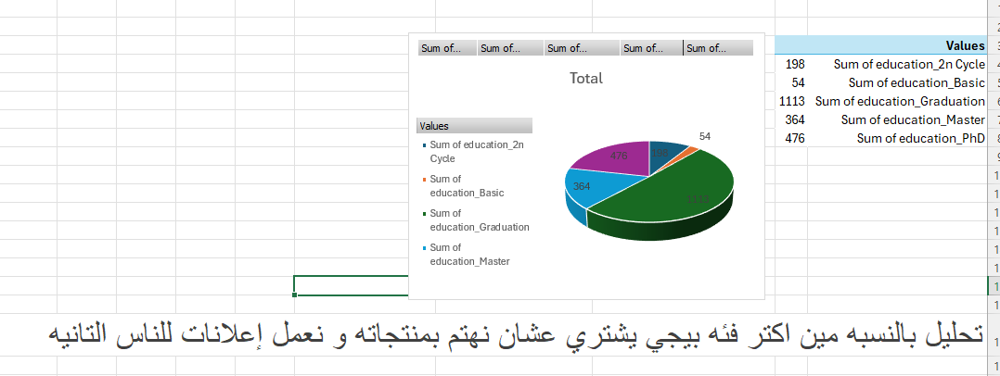 Sum of... Sum of... Sum of... Sum of... Sum of...
Total
Values
Sum of education_2n
Cycle
Sum of
education_Basic
Sum of
education_Graduation
Sum of
education_Master
198
54
1113
364
476
Values
198 Sum of education_2n Cycle
54 Sum of education_Basic
1113 Sum of education_Graduation
364 Sum of education_Master
476 Sum of education_PhD
تحليل بالنسبه مين اكتر فئه بيجي يشتري عشان نهتم بمنتجاته و نعمل إعلانات للناس التانيه